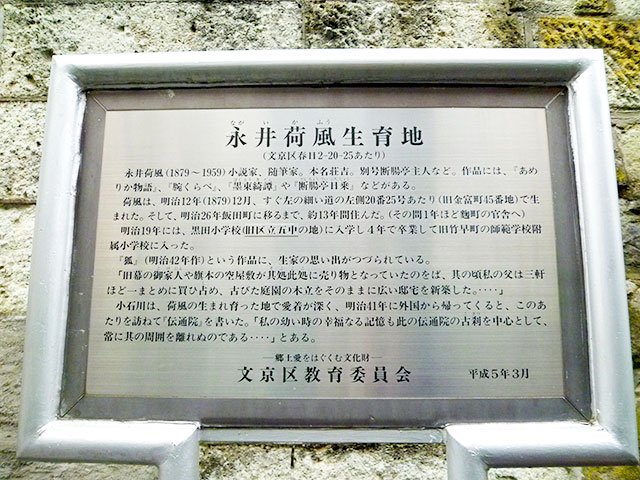 ながいかふう
永井荷風生育地
(文京区春日2-20-25あたり)
永井荷風(1879〜1959)小説家、随筆家。本名荘吉。別号断腸亭主人など。作品には、『あめ
りか物語』、『腕くらべ』、『墨東綺譚』や『断腸亭日乗』などがある。
荷風は、明治12年(1879)12月、すぐ左の細い道の左側20番25号あたり(旧金富町45番地)で生
まれた。そして、明治26年飯田町に移るまで、約13年間住んだ。(その間1年ほど麹町の官舎へ)
明治19年には、黒田小学校(旧区立五中の地)に入学し4年で卒業して旧竹早町の師範学校附
属小学校に入った。
『狐』(明治42年作)という作品に、生家の思い出がつづられている。
「旧幕の御家人や旗本の空屋敷が其処此処に売り物となっていたのをば、其の頃私の父は三軒
ほど一まとめに買ひ占め、古びた庭園の木立をそのままに広い邸宅を新築した。・・・・」
小石川は、荷風の生まれ育った地で愛着が深く、明治41年に外国から帰ってくると、このあ
たりを訪ねて『伝通院』を書いた。「私の幼い時の幸福なる記憶も此の伝通院の古刹を中心として、
常に其の周囲を離れぬのである・・・・」とある。
―郷土愛をはぐくむ文化財―
文京区教育委員会 平成5年3月